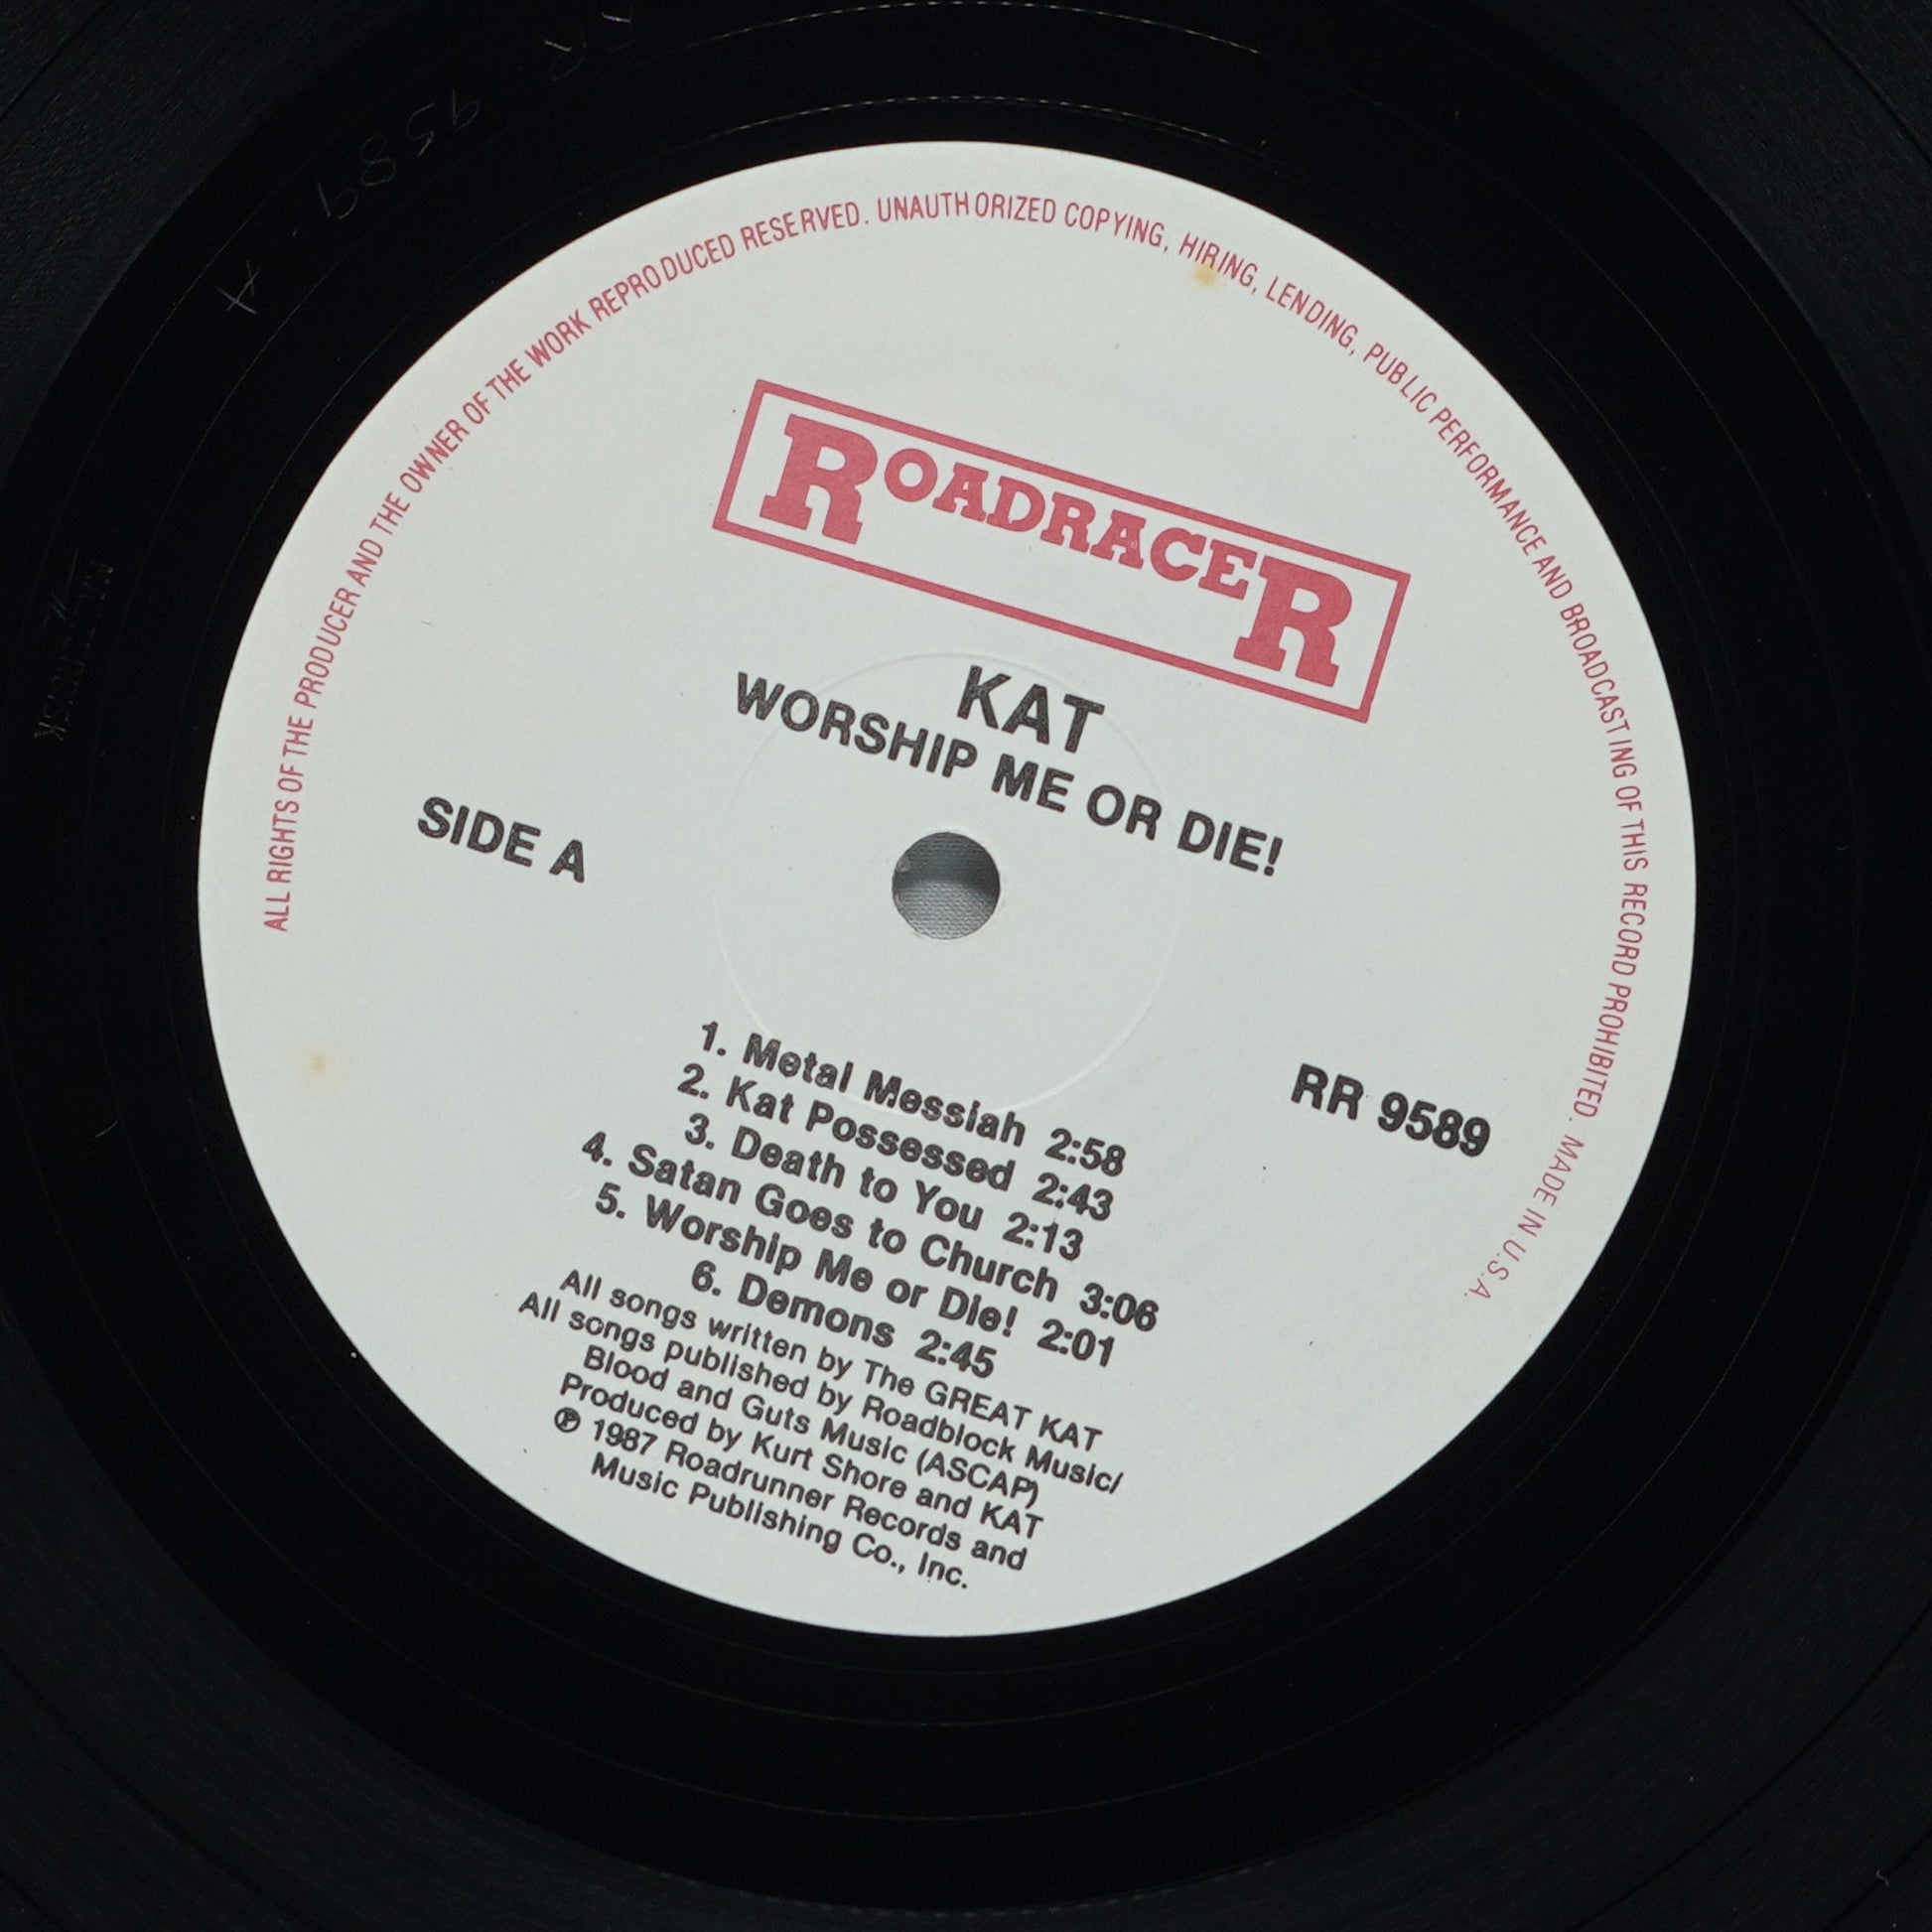 RR 9589-A
ALL RIGHTS OF THE PRODUCER AND THE OWNER OF THE WORK REPRODUCED RESERVED. UNAUTHORIZED COPYING, HIRING, LENDING, PUBLIC PERFORMANCE AND BROADCASTING OF THIS RECORD PROHIBITED. MADE IN U.S.A.
ROADRACER
KAT
WORSHIP ME OR DIE!
SIDE A
RR 9589
1. Metal Messiah 2:58
2. Kat Possessed 2:43
3. Death to You 2:13
4. Satan Goes to Church 3:06
5. Worship Me or Die! 2:01
6. Demons 2:45
All songs written by The GREAT KAT
All songs published by Roadblock Music/
Blood and Guts Music (ASCAP)
Produced by Kurt Shore and KAT
℗ 1987 Roadrunner Records and
Music Publishing Co., Inc.